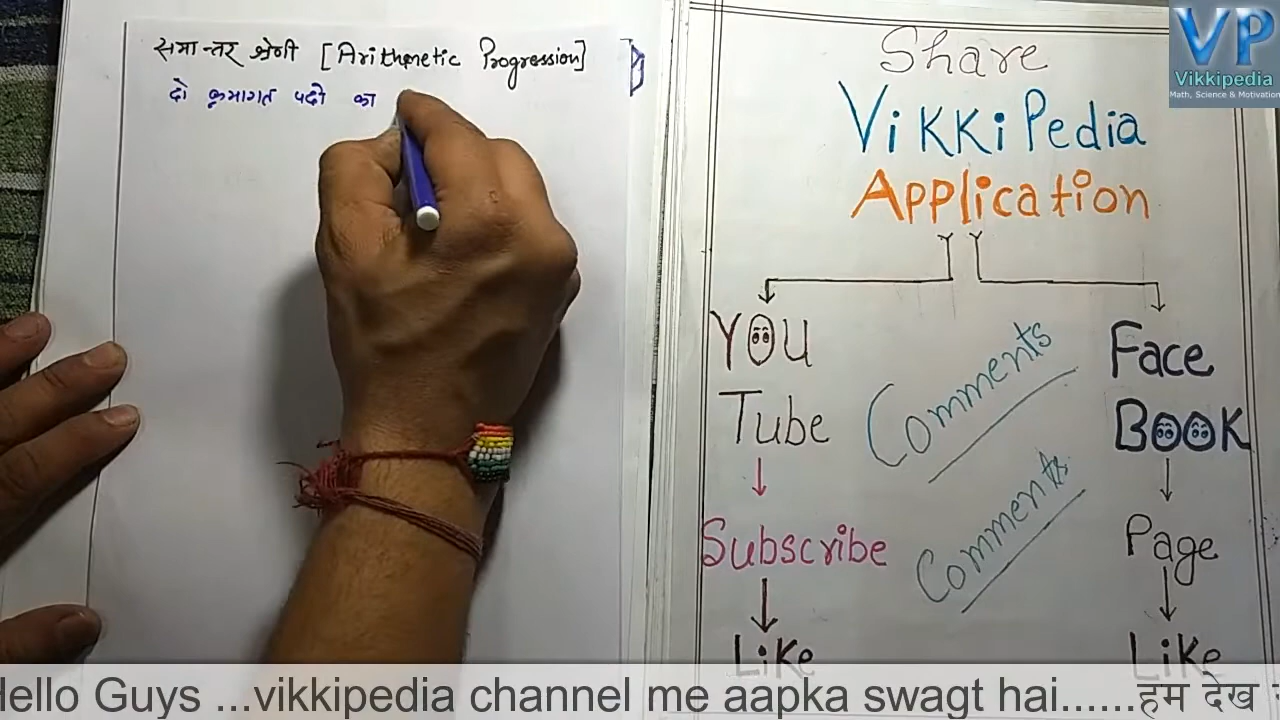 समान्तर श्रेणी [Arithmetic Progression]
दो क्रमागत पदों का
Share
ViKKiPedia
Application
YOU
Tube
Subscribe
Like
Comments
Comments
Face
BOOK
Page
Like
VP
Vikkipedia
Math, Science & Motivation
Hello Guys ...vikkipedia channel me aapka swagt hai......हम देख